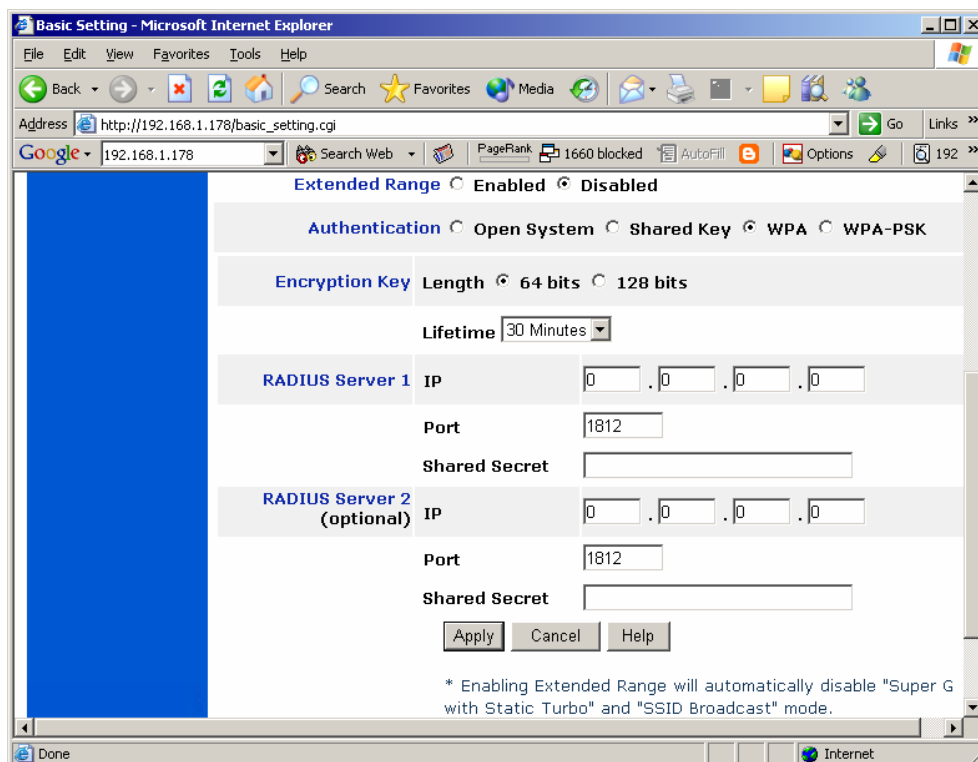 Basic Setting - Microsoft Internet Explorer
File Edit View Favorites Tools Help
Back Search Favorites Media
Address http://192.168.1.178/basic_setting.cgi Go Links »
Google 192.168.1.178 Search Web PageRank 1660 blocked AutoFill Options 192 »
Extended Range Enabled Disabled
Authentication Open System Shared Key WPA WPA-PSK
Encryption Key Length 64 bits 128 bits
Lifetime 30 Minutes
RADIUS Server 1 IP 0 . 0 . 0 . 0
Port 1812
Shared Secret
RADIUS Server 2
(optional) IP 0 . 0 . 0 . 0
Port 1812
Shared Secret
Apply Cancel Help
* Enabling Extended Range will automatically disable "Super G
with Static Turbo" and "SSID Broadcast" mode.
Done Internet